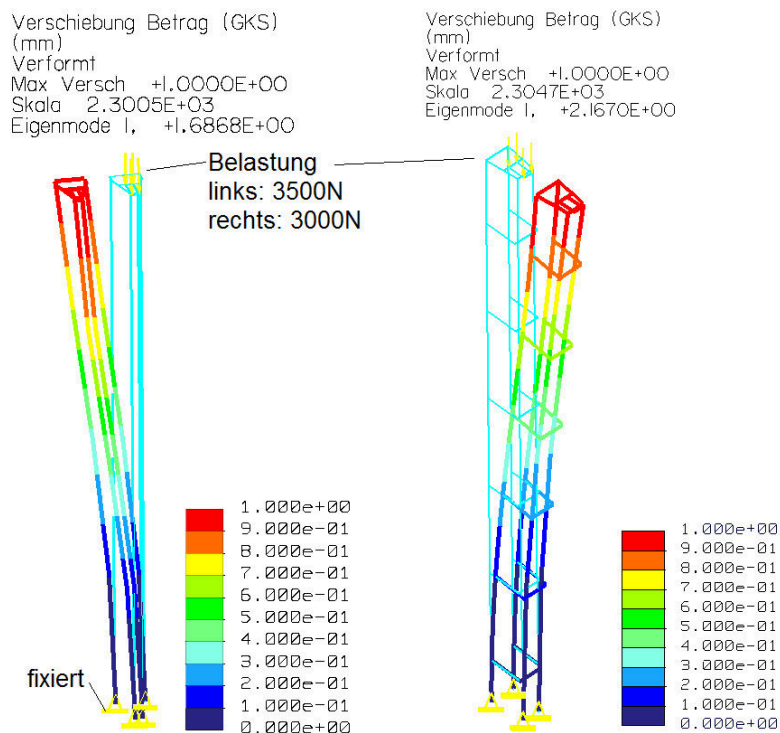 Verschiebung Betrag (GKS)
(mm)
Verformt
Max Versch +1.0000E+00
Skala 2.3005E+03
Eigenmode 1, +1.6868E+00
Verschiebung Betrag (GKS)
(mm)
Verformt
Max Versch +1.0000E+00
Skala 2.3047E+03
Eigenmode 1, +2.1670E+00
Belastung
links: 3500N
rechts: 3000N
fixiert
1.000e+00
9.000e-01
8.000e-01
7.000e-01
6.000e-01
5.000e-01
4.000e-01
3.000e-01
2.000e-01
1.000e-01
0.000e+00
1.000e+00
9.000e-01
8.000e-01
7.000e-01
6.000e-01
5.000e-01
4.000e-01
3.000e-01
2.000e-01
1.000e-01
0.000e+00